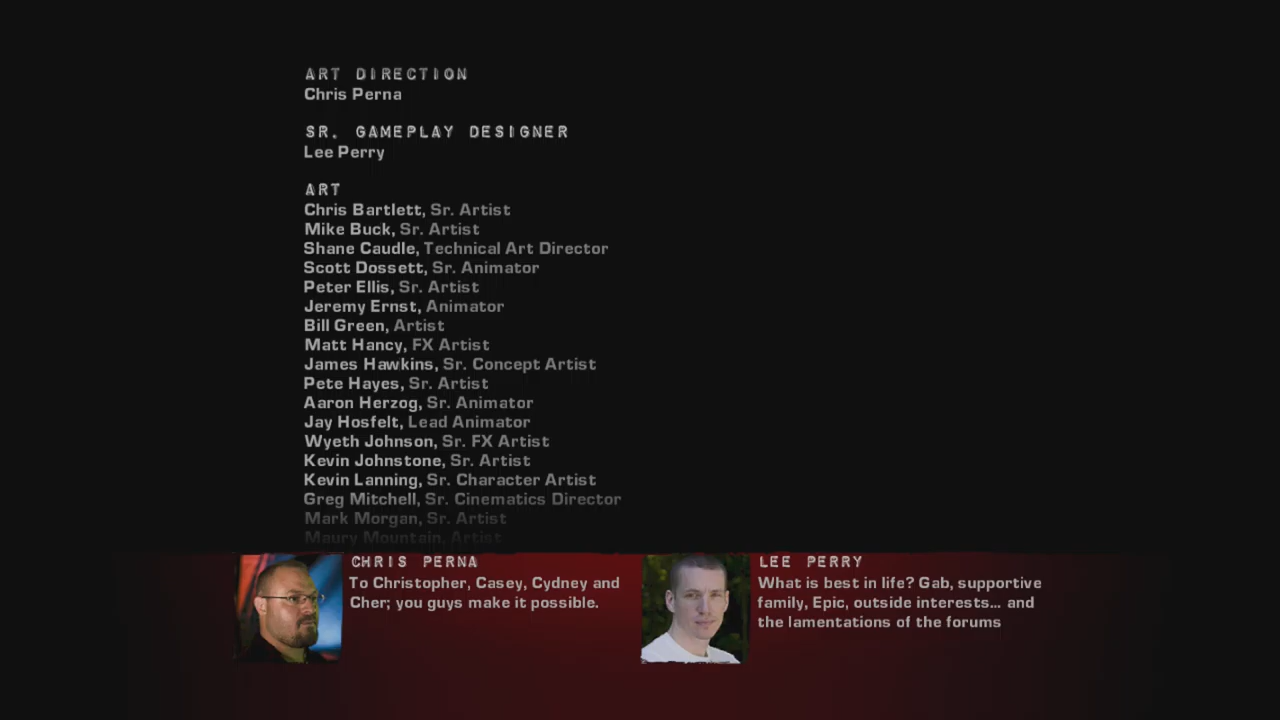 ART DIRECTION
Chris Perna
SR. GAMEPLAY DESIGNER
Lee Perry
ART
Chris Bartlett, Sr. Artist
Mike Buck, Sr. Artist
Shane Caudle, Technical Art Director
Scott Dossett, Sr. Animator
Peter Ellis, Sr. Artist
Jeremy Ernst, Animator
Bill Green, Artist
Matt Hancy, FX Artist
James Hawkins, Sr. Concept Artist
Pete Hayes, Sr. Artist
Aaron Herzog, Sr. Animator
Jay Hosfelt, Lead Animator
Wyeth Johnson, Sr. FX Artist
Kevin Johnstone, Sr. Artist
Kevin Lanning, Sr. Character Artist
Greg Mitchell, Sr. Cinematics Director
Mark Morgan, Sr. Artist
Maury Mountain, Artist
CHRIS PERNA
To Christopher, Casey, Cydney and
Cher; you guys make it possible.
LEE PERRY
What is best in life? Gab, supportive
family, Epic, outside interests... and
the lamentations of the forums